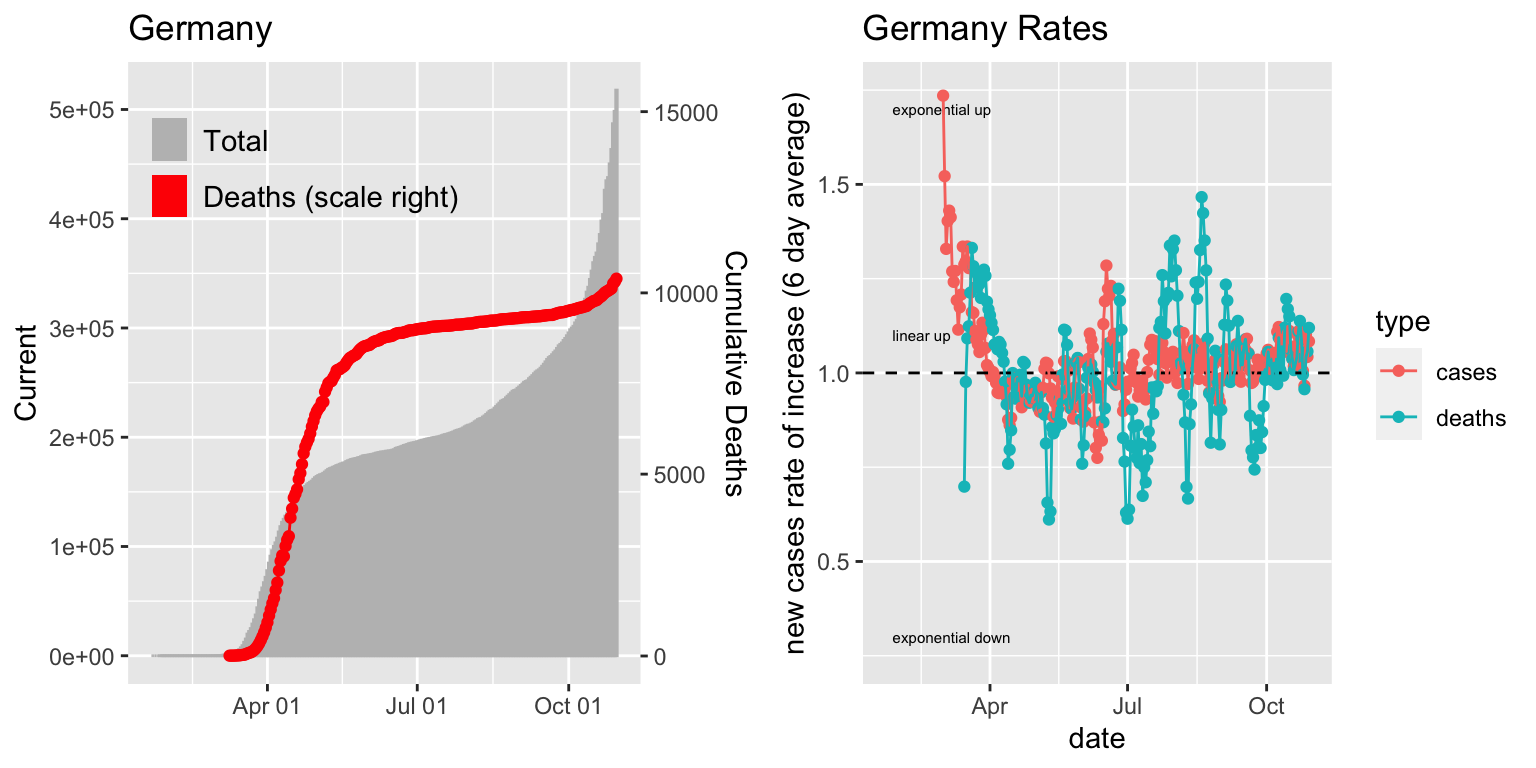 Germany
Current
5e+05
4e+05
3e+05
2e+05
1e+05
0e+00
Total
Deaths (scale right)
15000
10000
5000
0
Cumulative Deaths
Apr 01
Jul 01
Oct 01
Germany Rates
new cases rate of increase (6 day average)
1.5
1.0
0.5
exponential up
linear up
exponential down
Apr
Jul
Oct
date
type
cases
deaths